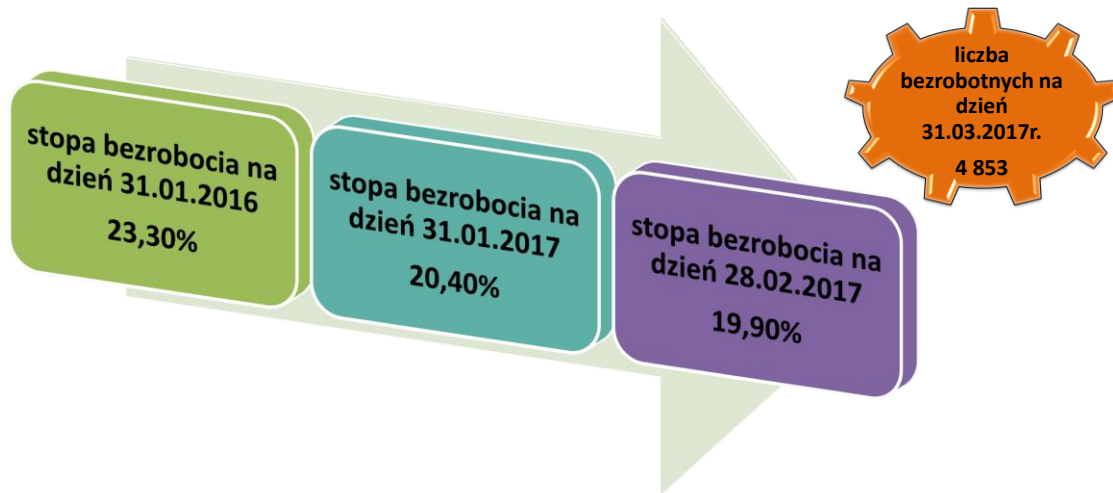 stopa bezrobocia na
dzień 31.01.2016
23,30%
stopa bezrobocia na
dzień 31.01.2017
20,40%
stopa bezrobocia na
dzień 28.02.2017
19,90%
liczba
bezrobotnych na
dzień
31.03.2017r.
4 853